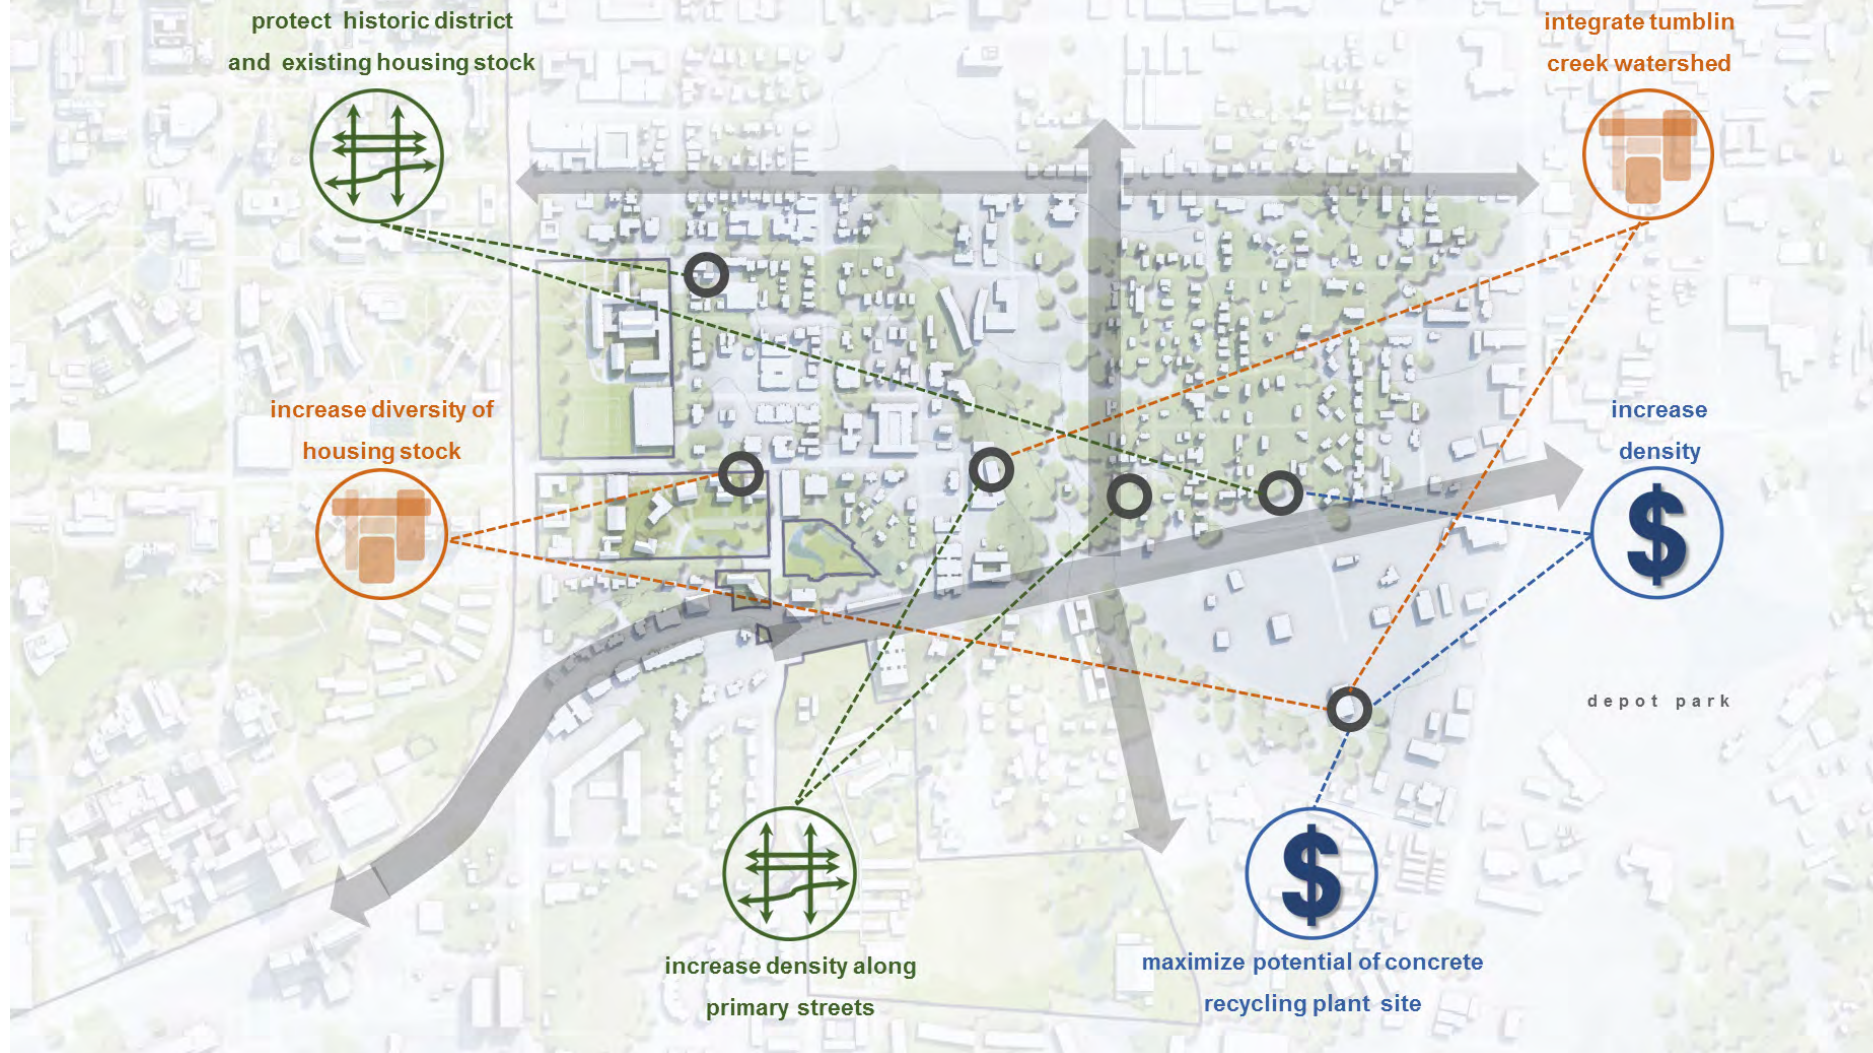 protect historic district
and existing housing stock
integrate tumblin
creek watershed
increase diversity of
housing stock
increase
density
$
depot park
$
increase density along
primary streets
maximize potential of concrete
recycling plant site